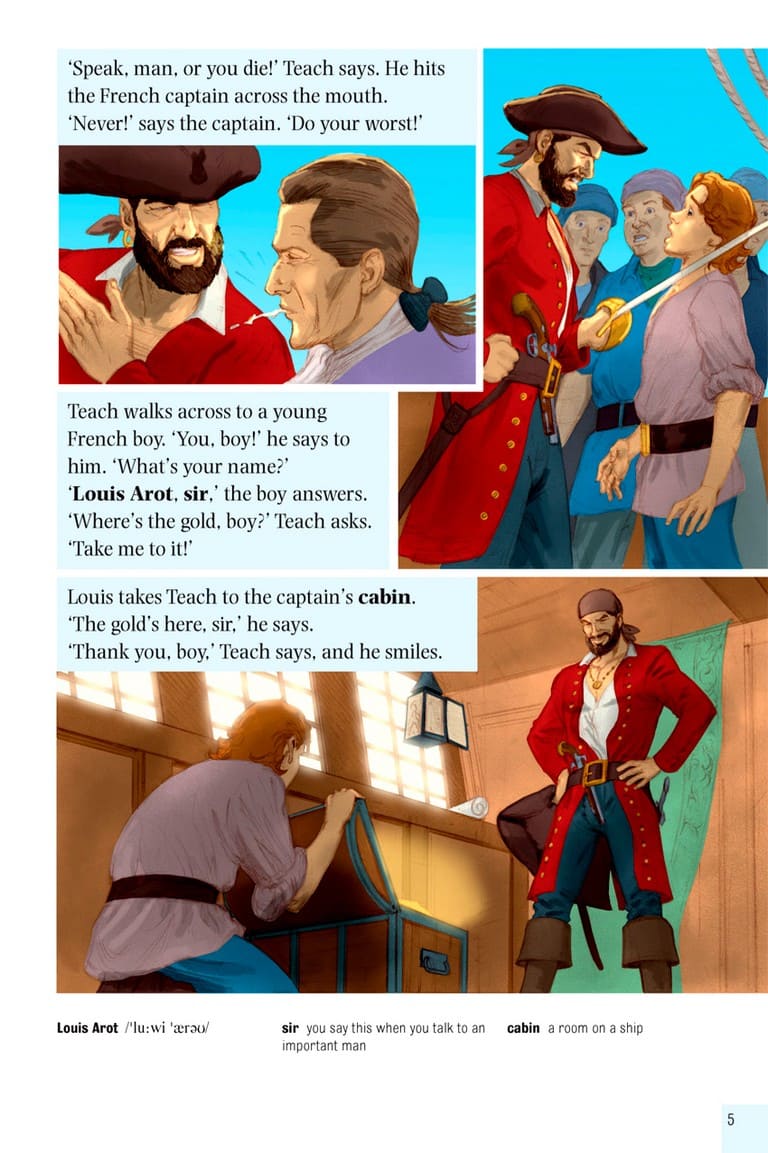 ‘Speak, man, or you die!’ Teach says. He hits
the French captain across the mouth.
‘Never!’ says the captain. ‘Do your worst!’
Teach walks across to a young
French boy. ‘You, boy!’ he says to
him. ‘What’s your name?’
‘Louis Arot, sir,’ the boy answers.
‘Where’s the gold, boy?’ Teach asks.
‘Take me to it!’
Louis takes Teach to the captain’s cabin.
‘The gold’s here, sir,’ he says.
‘Thank you, boy,’ Teach says, and he smiles.
Louis Arot /ˈluːwi ˈærəʊ/
sir you say this when you talk to an
important man
cabin a room on a ship
5